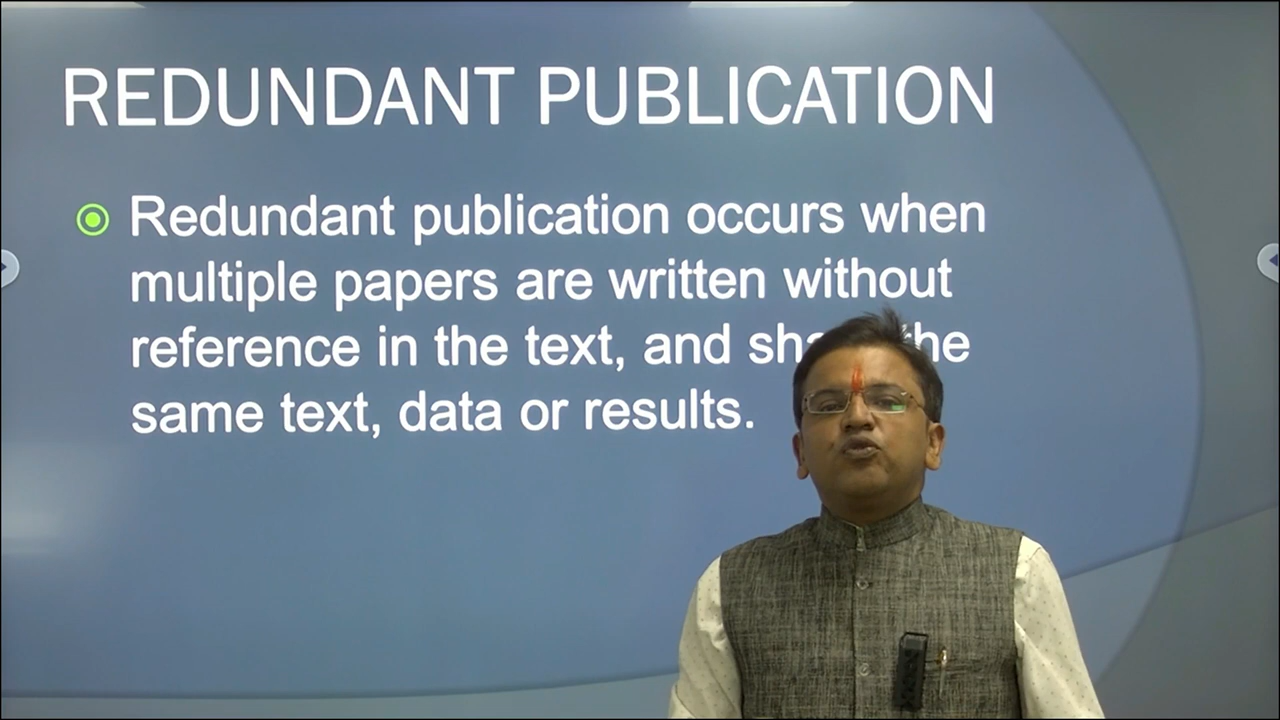 REDUNDANT PUBLICATION
Redundant publication occurs when
multiple papers are written without
reference in the text, and the
same text, data or results.